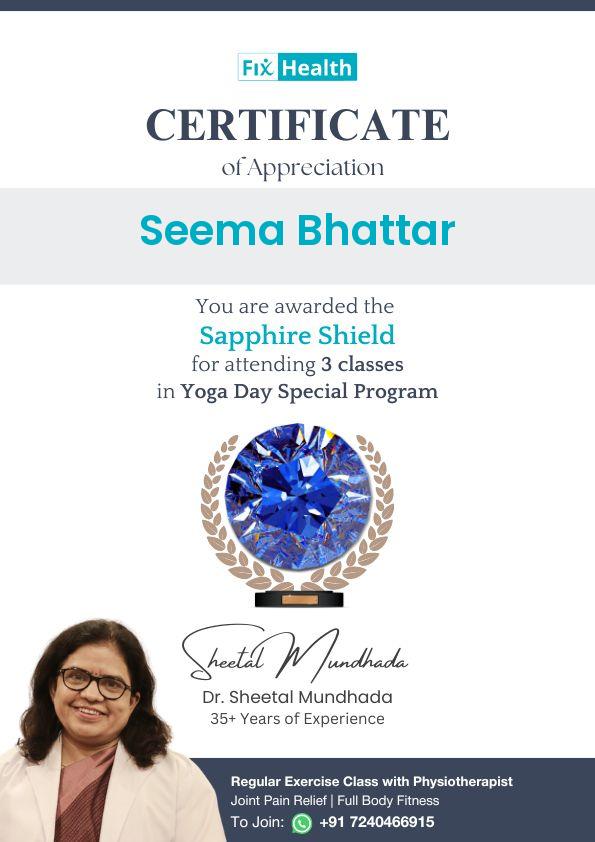 Fix Health
CERTIFICATE
of Appreciation
Seema Bhattar
You are awarded the
Sapphire Shield
for attending 3 classes
in Yoga Day Special Program
Sheetal Mundhada
Dr. Sheetal Mundhada
35+ Years of Experience
Regular Exercise Class with Physiotherapist
Joint Pain Relief | Full Body Fitness
To Join: +91 7240466915